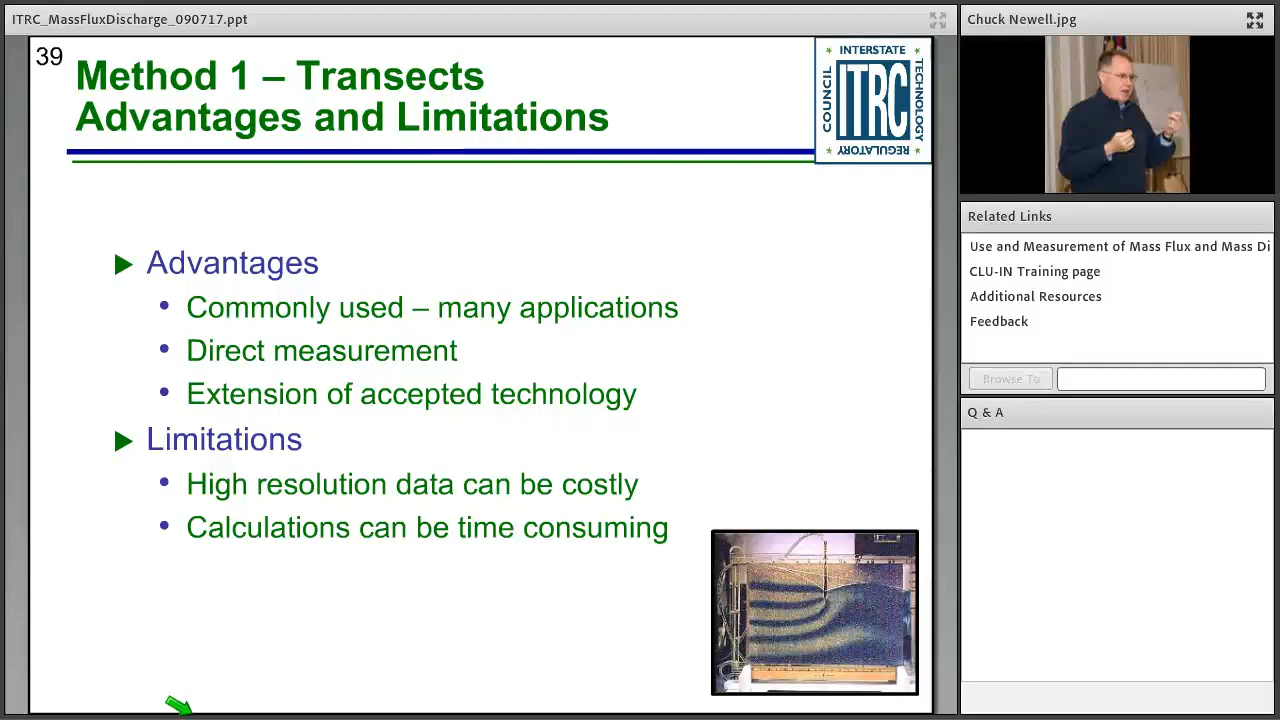 ITRC_MassFluxDischarge_090717.ppt
39
Method 1 – Transects
Advantages and Limitations
INTERSTATE
TECHNOLOGY
REGULATORY
COUNCIL
ITRC
Advantages
Commonly used – many applications
Direct measurement
Extension of accepted technology
Limitations
High resolution data can be costly
Calculations can be time consuming
Chuck Newell.jpg
Related Links
Use and Measurement of Mass Flux and Mass Di
CLU-IN Training page
Additional Resources
Feedback
Browse To
Q & A